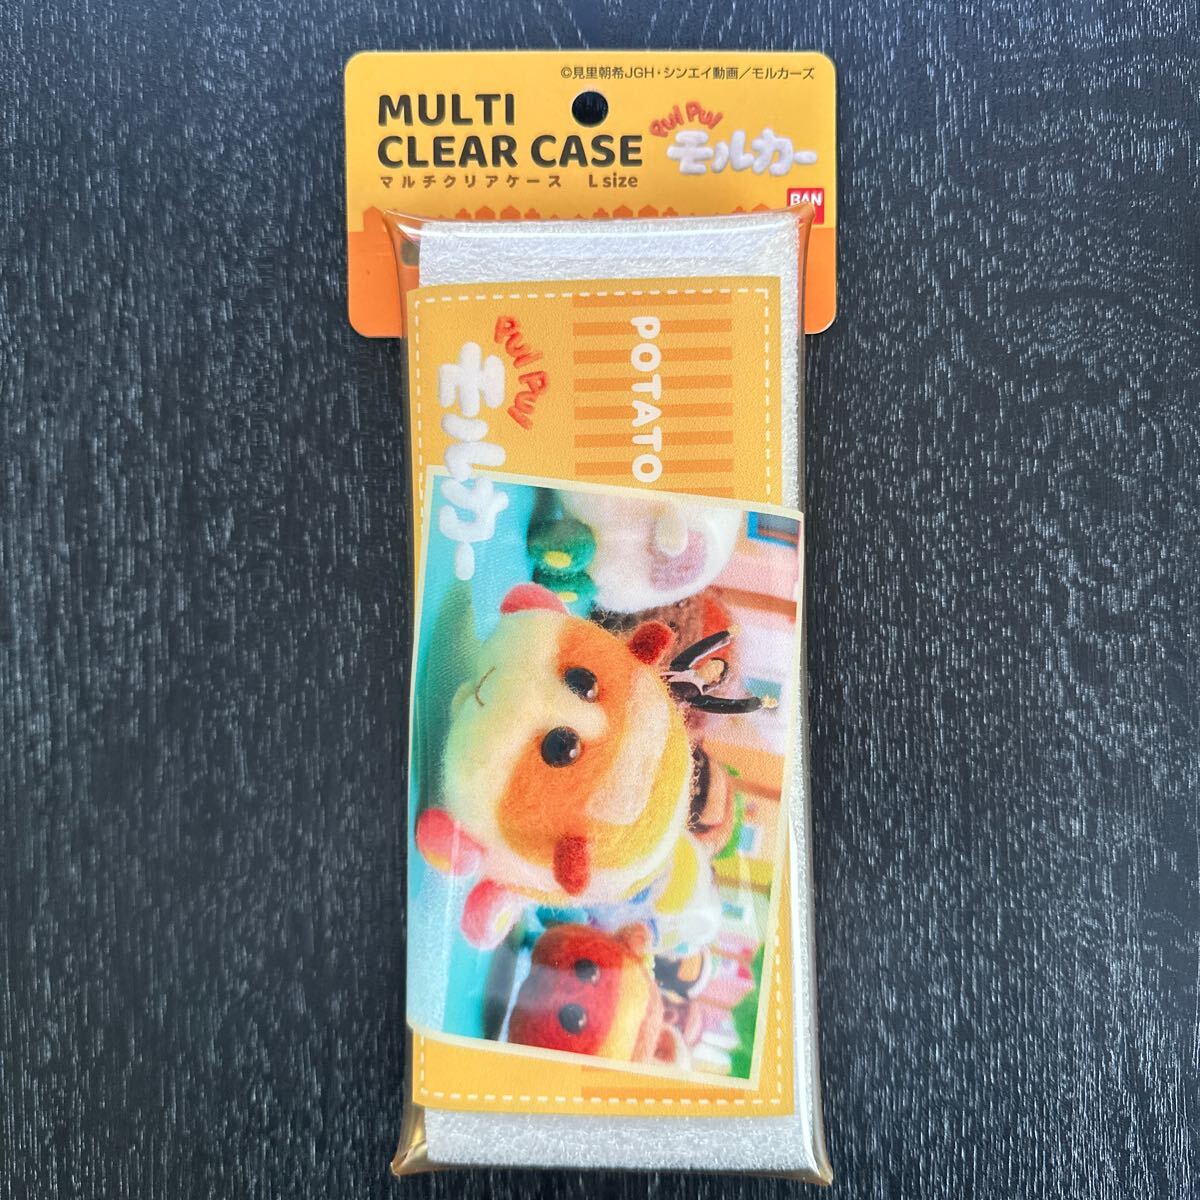 ©見里朝希JGH・シンエイ動画／モルカーズ
MULTI
CLEAR CASE
マルチクリアケース L size
PUI PUI
モルカー
BAN
PUI PUI
モルカー
POTATO